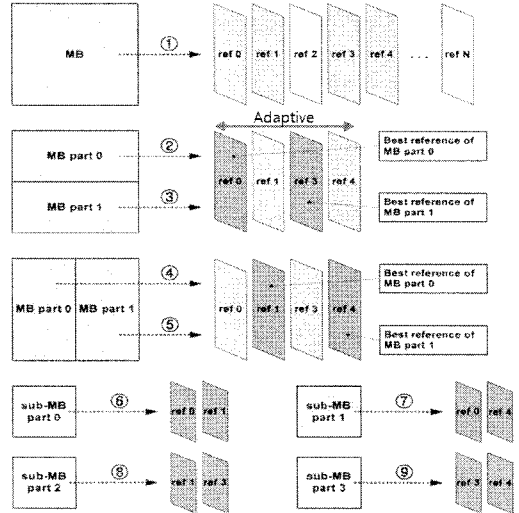 MB ① ref 0 ref 1 ref 2 ref 3 ref 4 . . . ref N
Adaptive
MB part 0 ② Best reference of
MB part 0
ref 0 ref 1 ref 3 ref 4
MB part 1 ③ Best reference of
MB part 1
④ Best reference of
MB part 0
MB part 0 MB part 1 ref 0 ref 1 ref 3 ref 4
⑤ Best reference of
MB part 1
sub-MB
part 0 ⑥ ref 0 ref 1
sub-MB
part 1 ⑦ ref 0 ref 4
sub-MB
part 2 ⑧ ref 1 ref 3
sub-MB
part 3 ⑨ ref 3 ref 4